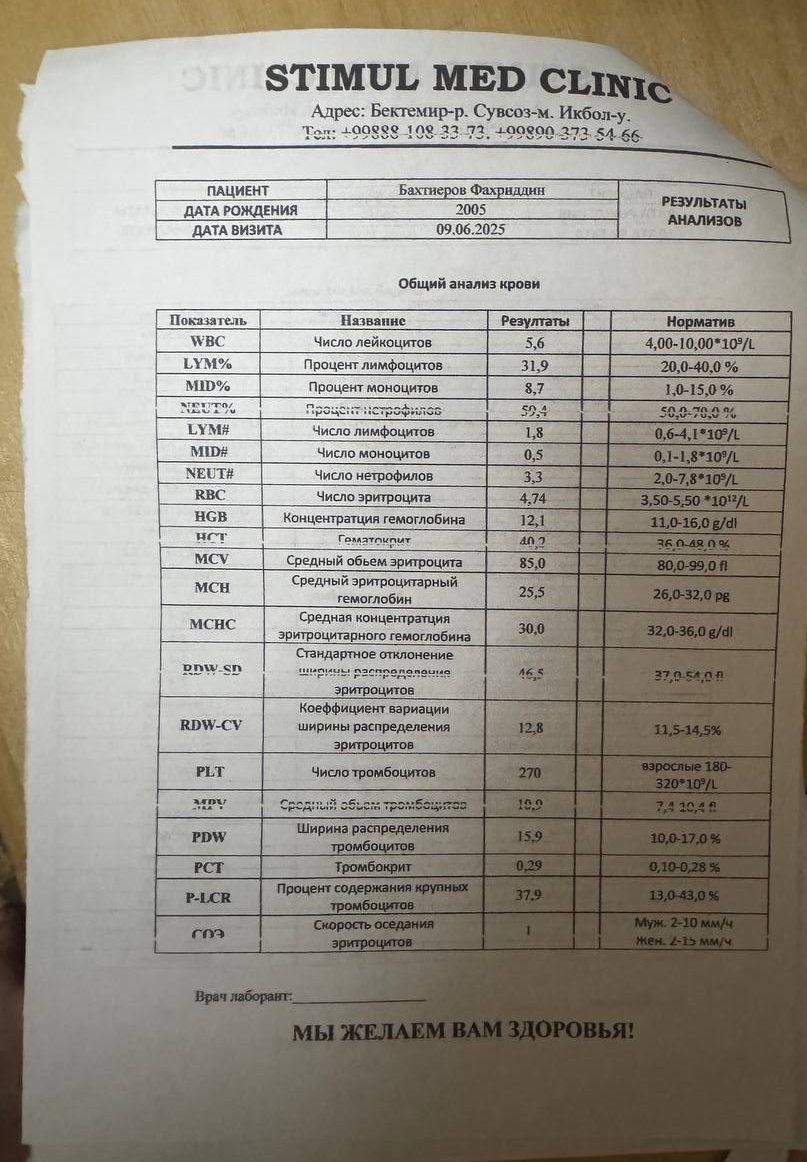 STIMUL MED CLINIC
Адрес: Бектемир-р. Сувсоз-м. Икбол-у.
Тел: +99888 108 33 73. +99890 373 54 66
ПАЦИЕНТ Бахтиеров Фахриддин РЕЗУЛЬТАТЫ АНАЛИЗОВ
ДАТА РОЖДЕНИЯ 2005
ДАТА ВИЗИТА 09.06.2025
Общий анализ крови
Показатель Название Резултаты Норматив
WBC Число лейкоцитов 5,6 4,00-10,00*10⁹/L
LYM% Процент лимфоцитов 31,9 20,0-40,0 %
MID% Процент моноцитов 8,7 1,0-15,0 %
NEUT% Процент нетрофилов 59,4 50,0-70,0 %
LYM# Число лимфоцитов 1,8 0,6-4,1*10⁹/L
MID# Число моноцитов 0,5 0,1-1,8*10⁹/L
NEUT# Число нетрофилов 3,3 2,0-7,8*10⁹/L
RBC Число эритроцита 4,74 3,50-5,50 *10¹²/L
HGB Концентратция гемоглобина 12,1 11,0-16,0 g/dl
HCT Гематокрит 40,2 36,0-48,0 %
MCV Средный обьем эритроцита 85,0 80,0-99,0 fl
MCH Средный эритроцитарный гемоглобин 25,5 26,0-32,0 pg
MCHC Средная концентратция эритроцитарного гемоглобина 30,0 32,0-36,0 g/dl
RDW-SD Стандартное отклонение ширины распределения эритроцитов 46,5 37,0-54,0 fl
RDW-CV Коеффициент вариации ширины распределения эритроцитов 12,8 11,5-14,5%
PLT Число тромбоцитов 270 взрослые 180-320*10⁹/L
MPV Средный обьем тромбоцитов 10,9 7,4-10,4 fl
PDW Ширина распределения тромбоцитов 15,9 10,0-17,0 %
PCT Тромбокрит 0,29 0,10-0,28 %
P-LCR Процент содержания крупных тромбоцитов 37,9 13,0-43,0 %
СОЭ Скорость оседания эритроцитов 1 Муж. 2-10 мм/ч Жен. 2-15 мм/ч
Врач лаборант:
МЫ ЖЕЛАЕМ ВАМ ЗДОРОВЬЯ!